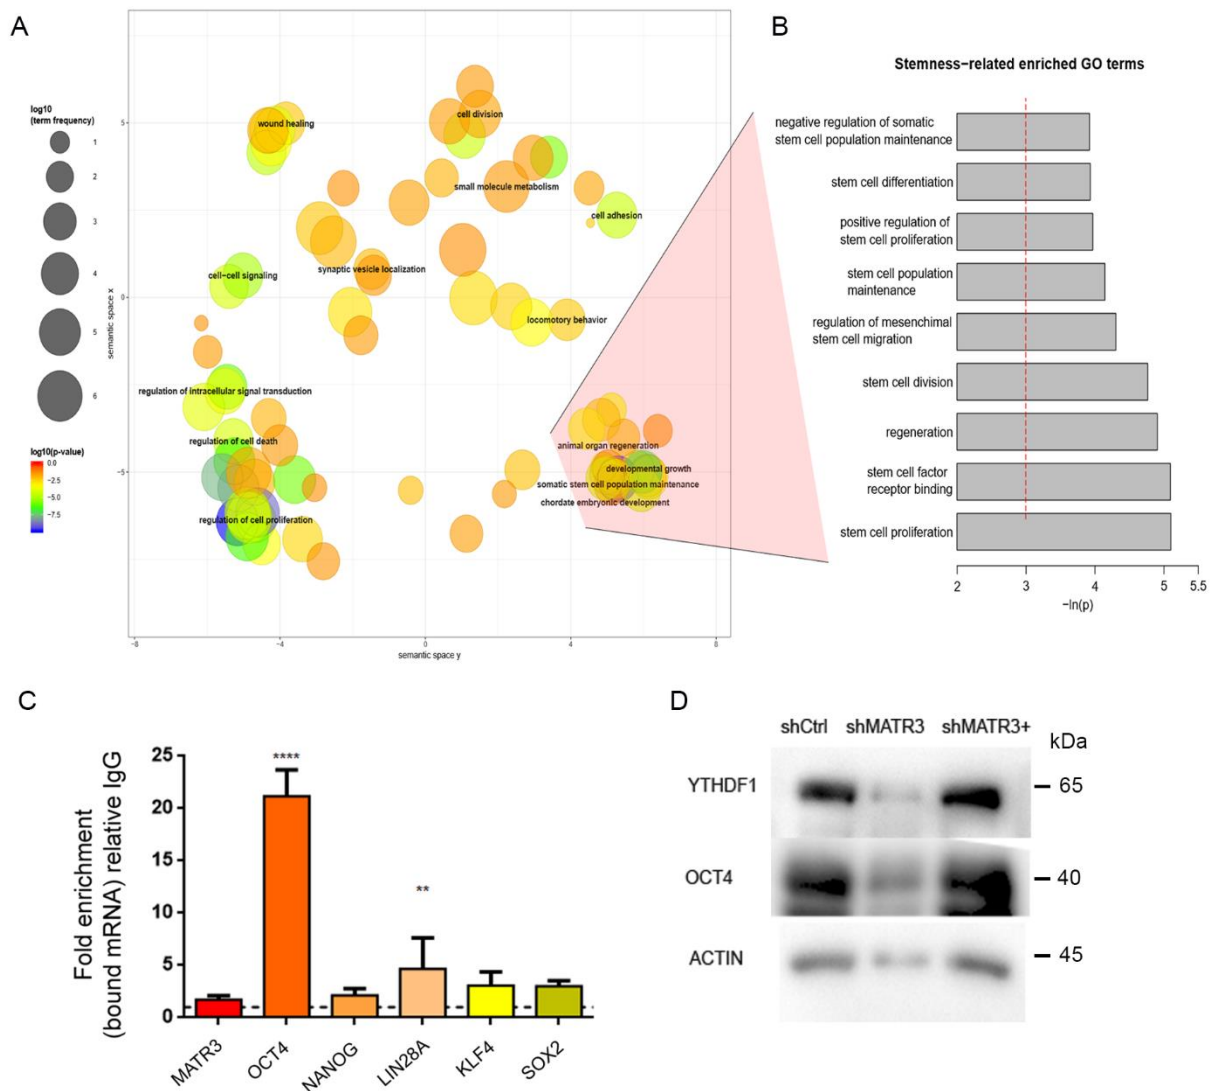 A
log10
(term frequency)
1
2
3
4
5
6
log10(p-value)
0.0
-2.5
-5.0
-7.5
semantic space x
5
0
-5
wound healing
cell division
small molecule metabolism
cell adhesion
cell-cell signaling
synaptic vesicle localization
locomotory behavior
regulation of intracellular signal transduction
regulation of cell death
animal organ regeneration
developmental growth
somatic stem cell population maintenance
chordate embryonic development
regulation of cell proliferation
-8
-4
0
4
8
semantic space y
B
Stemness-related enriched GO terms
negative regulation of somatic
stem cell population maintenance
stem cell differentiation
positive regulation of
stem cell proliferation
stem cell population
maintenance
regulation of mesenchimal
stem cell migration
stem cell division
regeneration
stem cell factor
receptor binding
stem cell proliferation
2
3
4
5
5.5
-ln(p)
C
Fold enrichment
(bound mRNA) relative IgG
25
20
15
10
5
0
****
**
MATR3
OCT4
NANOG
LIN28A
KLF4
SOX2
D
shCtrl shMATR3 shMATR3+
kDa
YTHDF1
65
OCT4
40
ACTIN
45